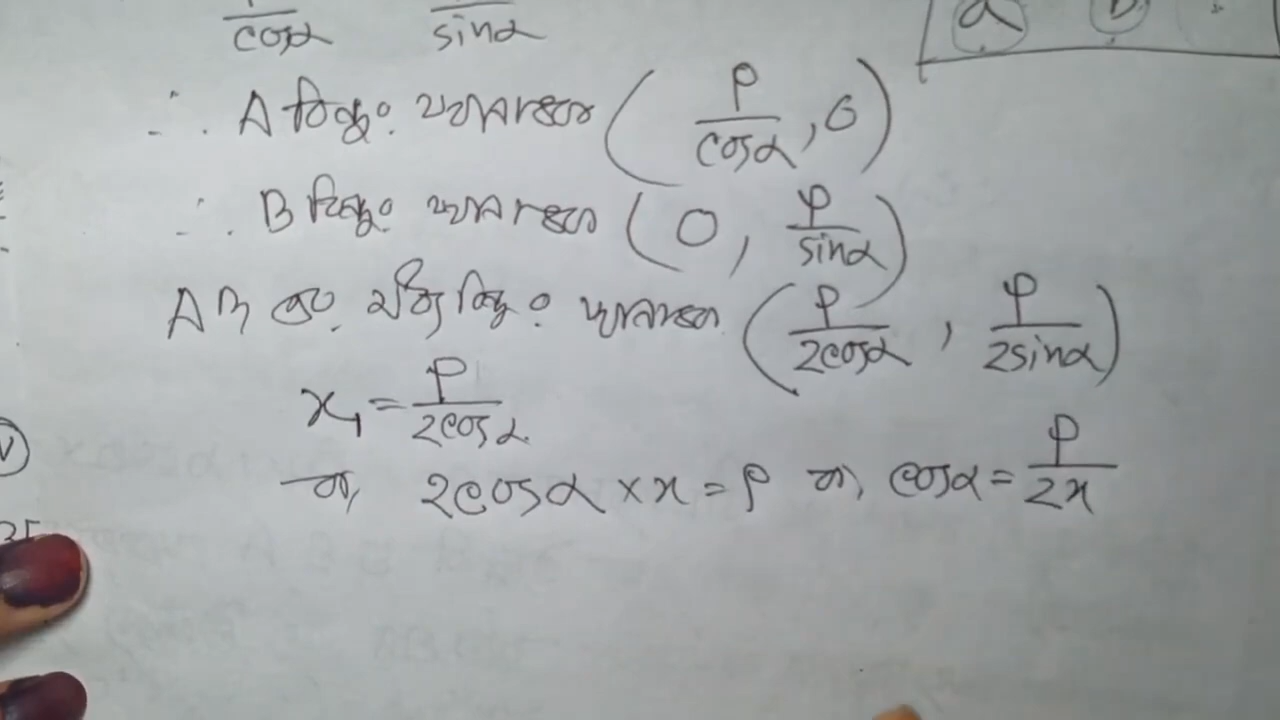 cosα sinα
a b
∴ A বিন্দুর স্থানাঙ্ক (P/cosα, 0)
∴ B বিন্দুর স্থানাঙ্ক (0, P/sinα)
AB এর মধ্যবিন্দুর স্থানাঙ্ক (P/2cosα, P/2sinα)
x₁ = P/2cosα
বা, 2cosα × x = P বা, cosα = P/2x